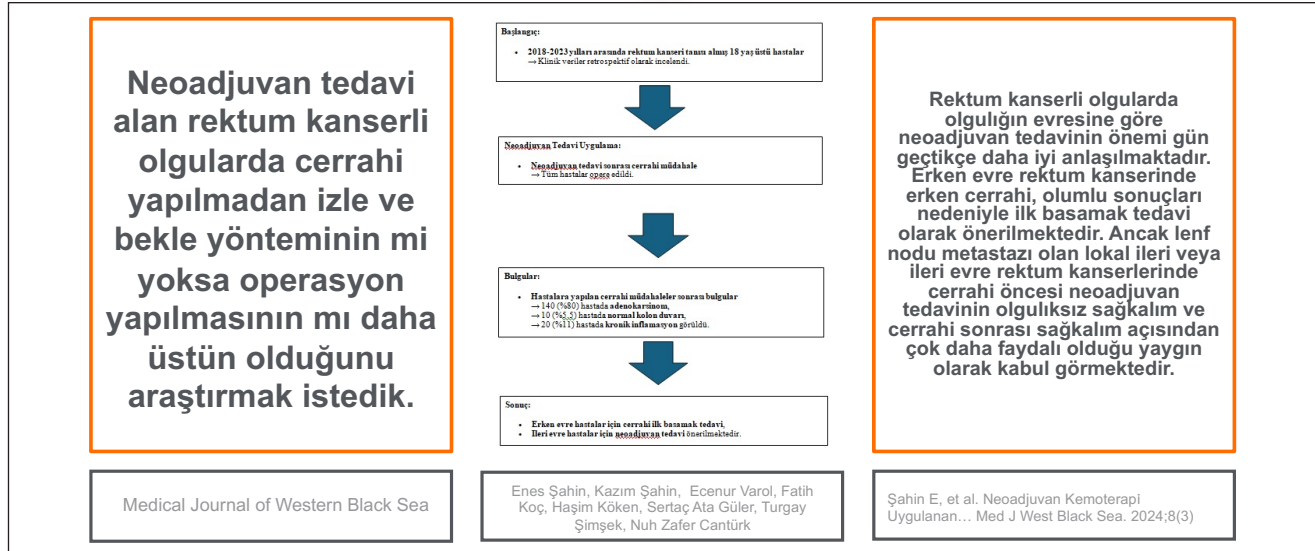 Neoadjuvan tedavi
alan rektum kanserli
olgularda cerrahi
yapılmadan izle ve
bekle yönteminin mi
yoksa operasyon
yapılmasının mı daha
üstün olduğunu
araştırmak istedik.
Medical Journal of Western Black Sea
Başlangıç:
• 2018-2023 yılları arasında rektum kanseri tanısı almış 18 yaş üstü hastalar
→ Klinik veriler retrospektif olarak incelendi.
Neoadjuvan Tedavi Uygulama:
• Neoadjuvan tedavi sonrası cerrahi müdahale
→ Tüm hastalar opere edildi.
Bulgular:
• Hastalara yapılan cerrahi müdahaleler sonrası bulgular
→ 140 (%80) hastada adenokarsinom,
→ 10 (%5,5) hastada normal kolon duvarı,
→ 20 (%11) hastada kronik inflamasyon görüldü.
Sonuç:
• Erken evre hastalar için cerrahi ilk basamak tedavi,
• İleri evre hastalar için neoadjuvan tedavi önerilmektedir.
Enes Şahin, Kazım Şahin, Ecenur Varol, Fatih
Koç, Haşim Köken, Sertaç Ata Güler, Turgay
Şimşek, Nuh Zafer Cantürk
Rektum kanserli olgularda
olgulığın evresine göre
neoadjuvan tedavinin önemi gün
geçtikçe daha iyi anlaşılmaktadır.
Erken evre rektum kanserinde
erken cerrahi, olumlu sonuçları
nedeniyle ilk basamak tedavi
olarak önerilmektedir. Ancak lenf
nodu metastazı olan lokal ileri veya
ileri evre rektum kanserlerinde
cerrahi öncesi neoadjuvan
tedavinin olgulıksız sağkalım ve
cerrahi sonrası sağkalım açısından
çok daha faydalı olduğu yaygın
olarak kabul görmektedir.
Şahin E, et al. Neoadjuvan Kemoterapi
Uygulanan… Med J West Black Sea. 2024;8(3)